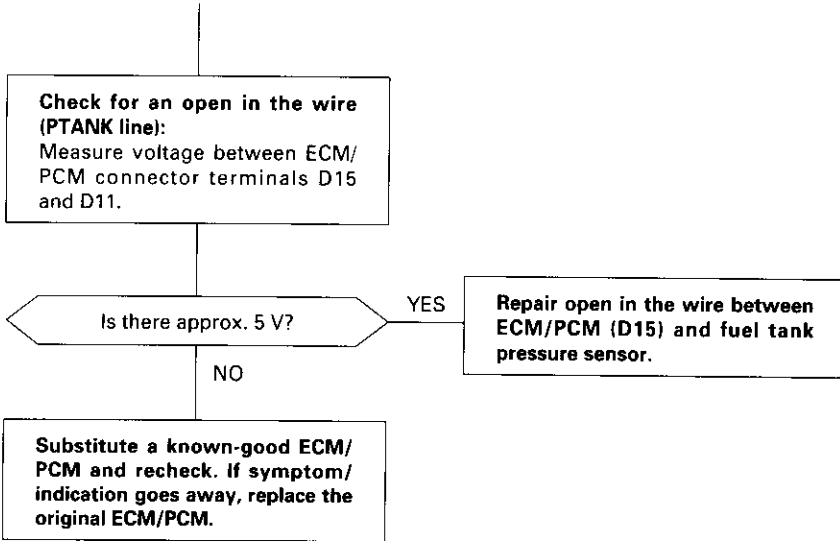 Check for an open in the wire
(PTANK line):
Measure voltage between ECM/
PCM connector terminals D15
and D11.
Is there approx. 5 V?
YES
Repair open in the wire between
ECM/PCM (D15) and fuel tank
pressure sensor.
NO
Substitute a known-good ECM/
PCM and recheck. If symptom/
indication goes away, replace the
original ECM/PCM.